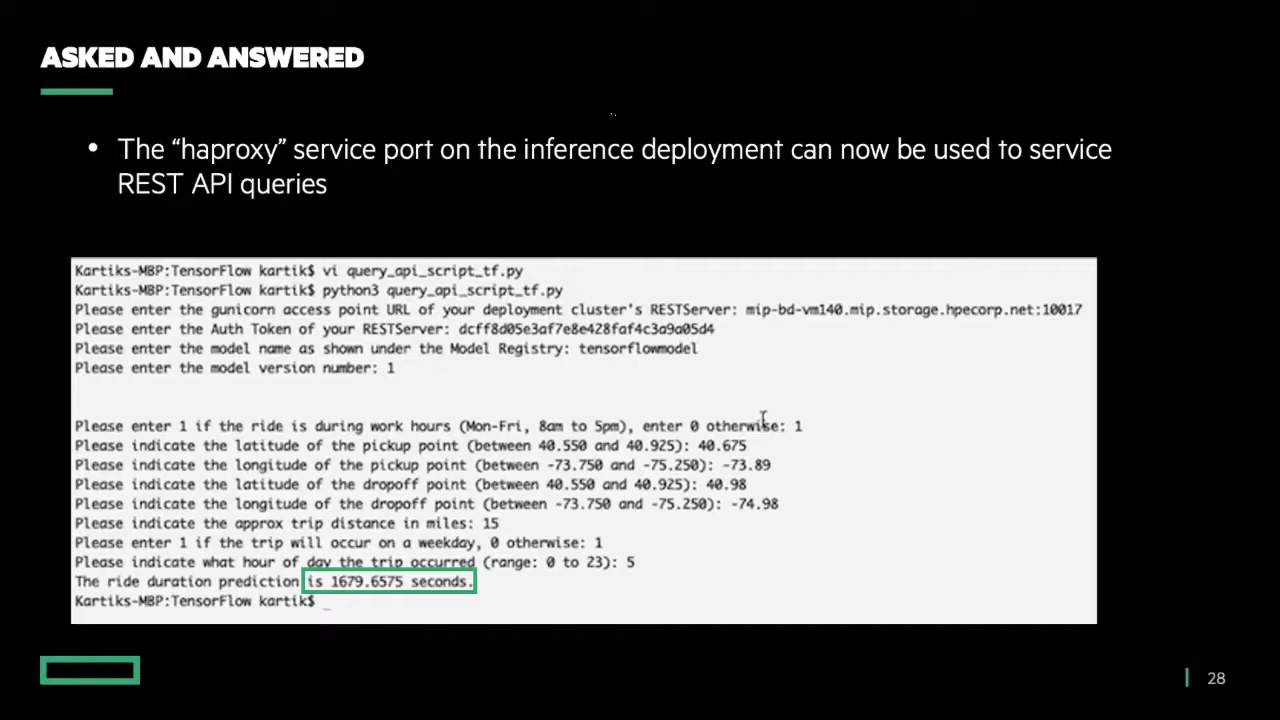 ASKED AND ANSWERED
• The “haproxy” service port on the inference deployment can now be used to service
REST API queries
Kartiks-MBP:TensorFlow kartik$ vi query_api_script_tf.py
Kartiks-MBP:TensorFlow kartik$ python3 query_api_script_tf.py
Please enter the gunicorn access point URL of your deployment cluster's RESTServer: mip-bd-vm140.mip.storage.hpecorp.net:10017
Please enter the Auth Token of your RESTServer: dcff8d05e3af7e8e428faf4c3a9a05d4
Please enter the model name as shown under the Model Registry: tensorflowmodel
Please enter the model version number: 1
Please enter 1 if the ride is during work hours (Mon-Fri, 8am to 5pm), enter 0 otherwise: 1
Please indicate the latitude of the pickup point (between 40.550 and 40.925): 40.675
Please indicate the longitude of the pickup point (between -73.750 and -75.250): -73.89
Please indicate the latitude of the dropoff point (between 40.550 and 40.925): 40.98
Please indicate the longitude of the dropoff point (between -73.750 and -75.250): -74.98
Please indicate the approx trip distance in miles: 15
Please enter 1 if the trip will occur on a weekday, 0 otherwise: 1
Please indicate what hour of day the trip occurred (range: 0 to 23): 5
The ride duration prediction is 1679.6575 seconds.
Kartiks-MBP:TensorFlow kartik$ _
28